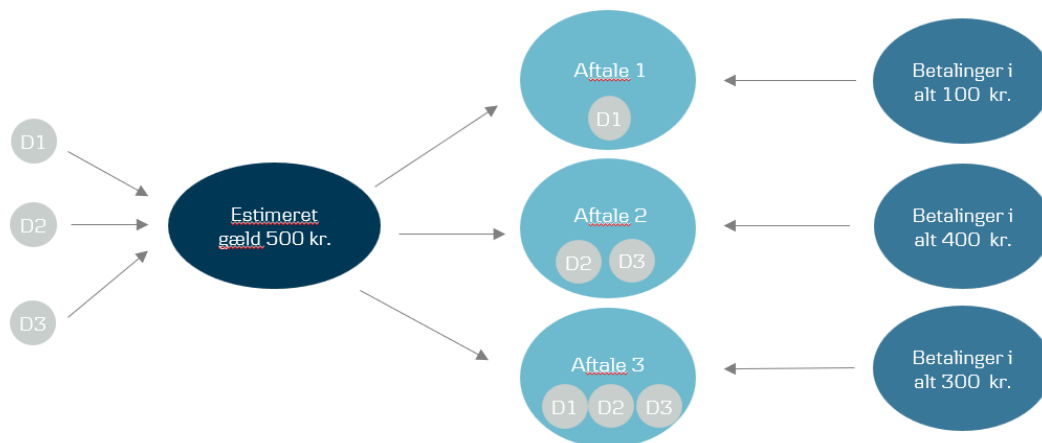 D1
D2
D3
Estimeret
gæld 500 kr.
Aftale 1
D1
Aftale 2
D2 D3
Aftale 3
D1 D2 D3
Betalinger i
alt 100 kr.
Betalinger i
alt 400 kr.
Betalinger i
alt 300 kr.